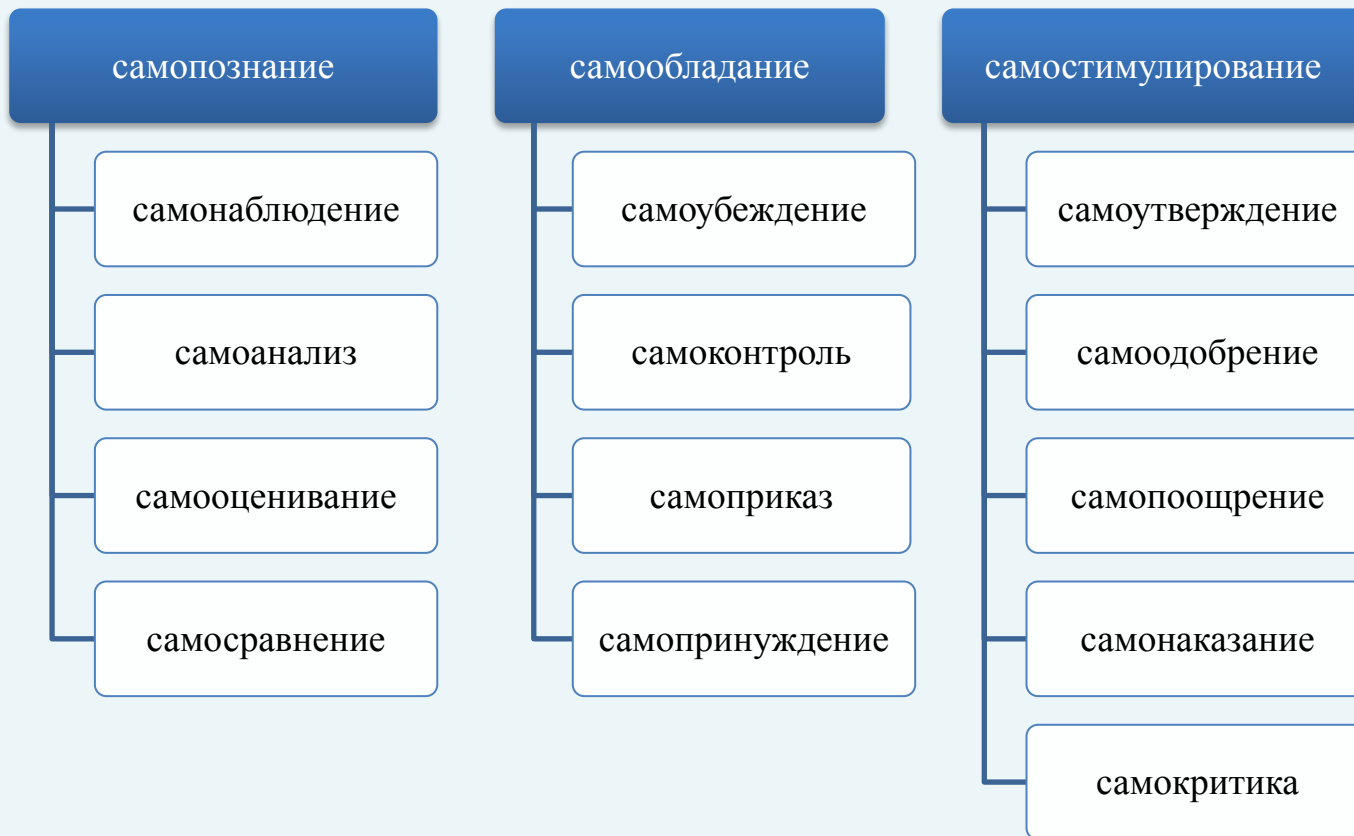 самопознание
самонаблюдение
самоанализ
самооценивание
самосравнение
самообладание
самоубеждение
самоконтроль
самоприказ
самопринуждение
самостимулирование
самоутверждение
самоодобрение
самопоощрение
самонаказание
самокритика